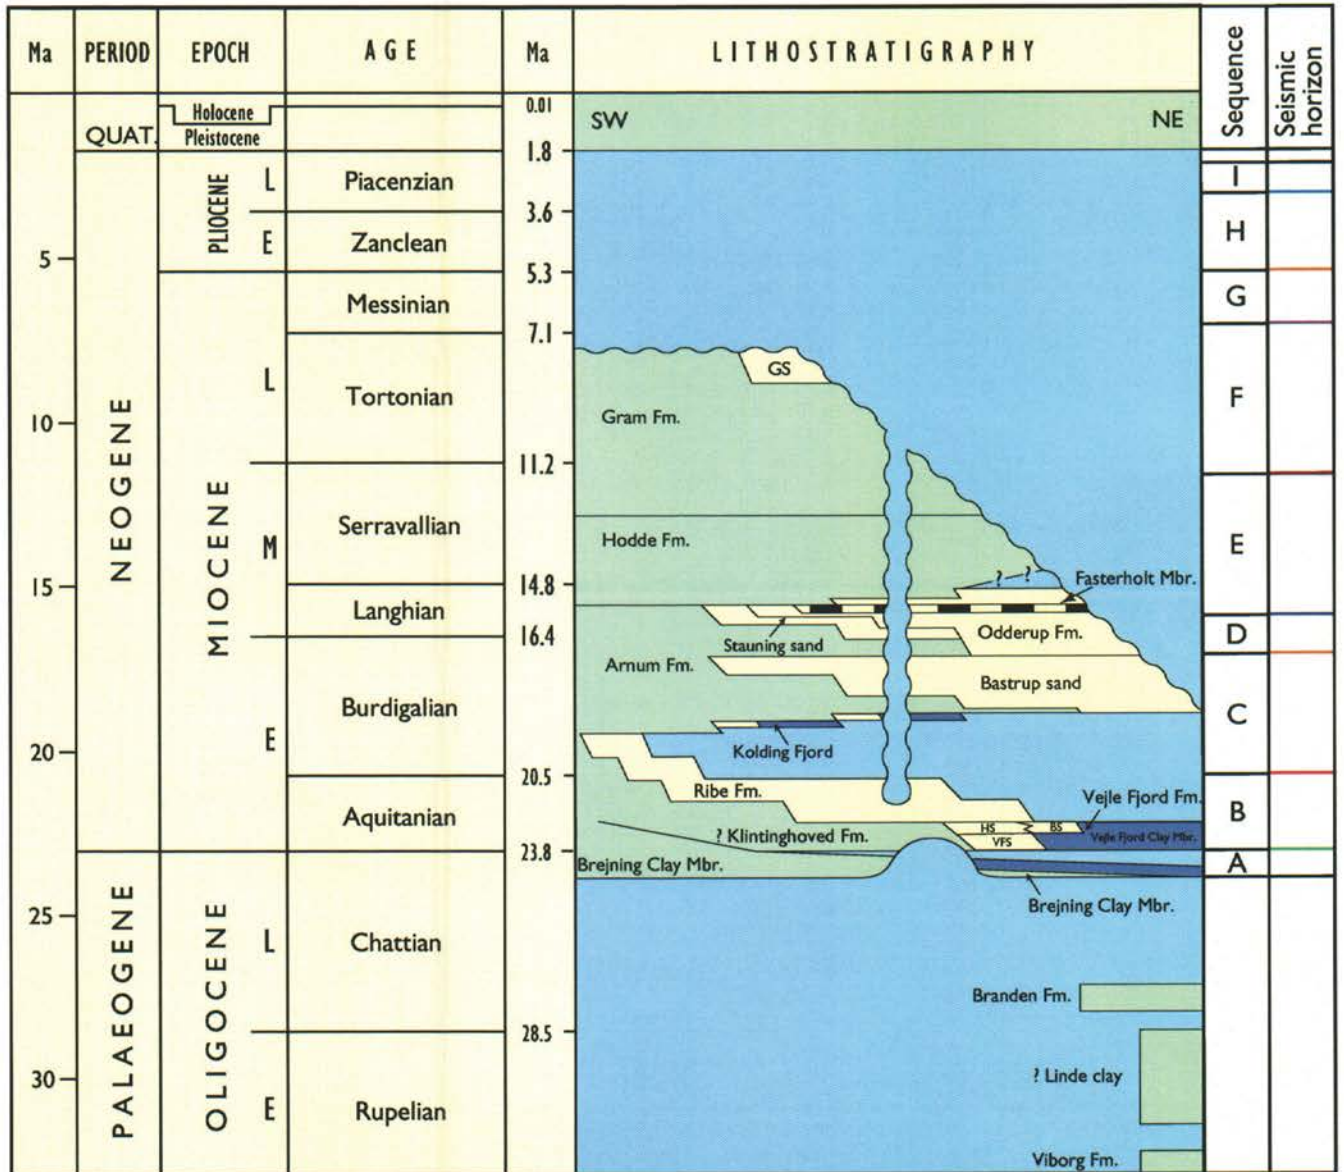 Ma
PERIOD
EPOCH
AGE
Ma
LITHOSTRATIGRAPHY
Sequence
Seismic
horizon
QUAT.
Holocene
Pleistocene
0.01
SW
NE
1.8
PLIOCENE
L
Piacenzian
3.6
I
E
Zanclean
H
5
5.3
Messinian
G
7.1
NEOGENE
MIOCENE
L
Tortonian
GS
Gram Fm.
F
10
11.2
M
Serravallian
Hodde Fm.
E
? ?
Fasterholt Mbr.
15
14.8
Langhian
Stauning sand
Odderup Fm.
D
16.4
Arnum Fm.
Bastrup sand
E
Burdigalian
C
Kolding Fjord
20
20.5
Ribe Fm.
Vejle Fjord Fm.
B
Aquitanian
HS
BS
? Klintinghoved Fm.
VFS
Vejle Fjord Clay Mbr.
23.8
Brejning Clay Mbr.
A
Brejning Clay Mbr.
PALAEOGENE
OLIGOCENE
25
L
Chattian
Branden Fm.
28.5
30
? Linde clay
E
Rupelian
Viborg Fm.